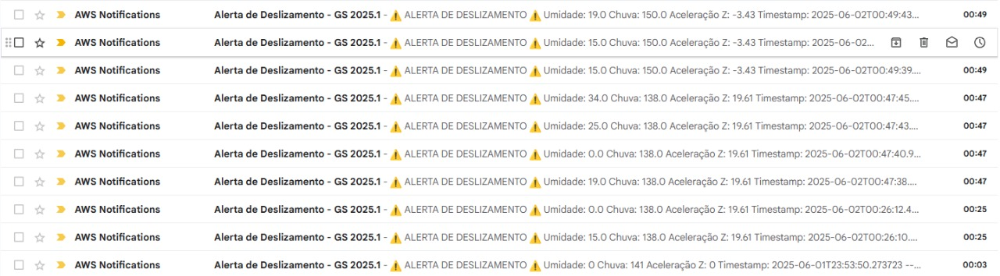 AWS Notifications Alerta de Deslizamento - GS 2025.1 - ⚠️ ALERTA DE DESLIZAMENTO ⚠️ Umidade: 19.0 Chuva: 150.0 Aceleração Z: -3.43 Timestamp: 2025-06-02T00:49:43... 00:49
AWS Notifications Alerta de Deslizamento - GS 2025.1 - ⚠️ ALERTA DE DESLIZAMENTO ⚠️ Umidade: 15.0 Chuva: 150.0 Aceleração Z: -3.43 Timestamp: 2025-06-02...
AWS Notifications Alerta de Deslizamento - GS 2025.1 - ⚠️ ALERTA DE DESLIZAMENTO ⚠️ Umidade: 15.0 Chuva: 150.0 Aceleração Z: -3.43 Timestamp: 2025-06-02T00:49:39... 00:49
AWS Notifications Alerta de Deslizamento - GS 2025.1 - ⚠️ ALERTA DE DESLIZAMENTO ⚠️ Umidade: 34.0 Chuva: 138.0 Aceleração Z: 19.61 Timestamp: 2025-06-02T00:47:45.... 00:47
AWS Notifications Alerta de Deslizamento - GS 2025.1 - ⚠️ ALERTA DE DESLIZAMENTO ⚠️ Umidade: 25.0 Chuva: 138.0 Aceleração Z: 19.61 Timestamp: 2025-06-02T00:47:43.... 00:47
AWS Notifications Alerta de Deslizamento - GS 2025.1 - ⚠️ ALERTA DE DESLIZAMENTO ⚠️ Umidade: 0.0 Chuva: 138.0 Aceleração Z: 19.61 Timestamp: 2025-06-02T00:47:40.9... 00:47
AWS Notifications Alerta de Deslizamento - GS 2025.1 - ⚠️ ALERTA DE DESLIZAMENTO ⚠️ Umidade: 19.0 Chuva: 138.0 Aceleração Z: 19.61 Timestamp: 2025-06-02T00:47:38.... 00:47
AWS Notifications Alerta de Deslizamento - GS 2025.1 - ⚠️ ALERTA DE DESLIZAMENTO ⚠️ Umidade: 0.0 Chuva: 138.0 Aceleração Z: 19.61 Timestamp: 2025-06-02T00:26:12.4... 00:25
AWS Notifications Alerta de Deslizamento - GS 2025.1 - ⚠️ ALERTA DE DESLIZAMENTO ⚠️ Umidade: 15.0 Chuva: 138.0 Aceleração Z: 19.61 Timestamp: 2025-06-02T00:26:10.... 00:25
AWS Notifications Alerta de Deslizamento - GS 2025.1 - ⚠️ ALERTA DE DESLIZAMENTO ⚠️ Umidade: 0 Chuva: 141 Aceleração Z: 0 Timestamp: 2025-06-01T23:53:50.273723 --... 00:03